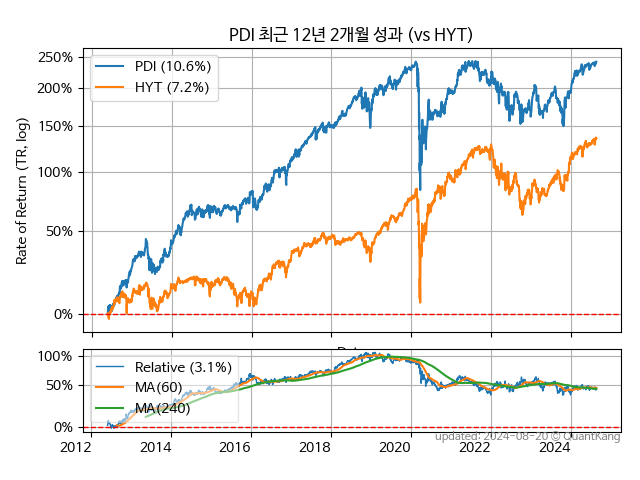 PDI 최근 12년 2개월 성과 (vs HYT)
250%
200%
150%
100%
50%
0%
Rate of Return (TR, log)
PDI (10.6%)
HYT (7.2%)
100%
50%
0%
Relative (3.1%)
MA(60)
MA(240)
2012 2014 2016 2018 2020 2022 2024
updated: 2024-08-20 © QuantKang